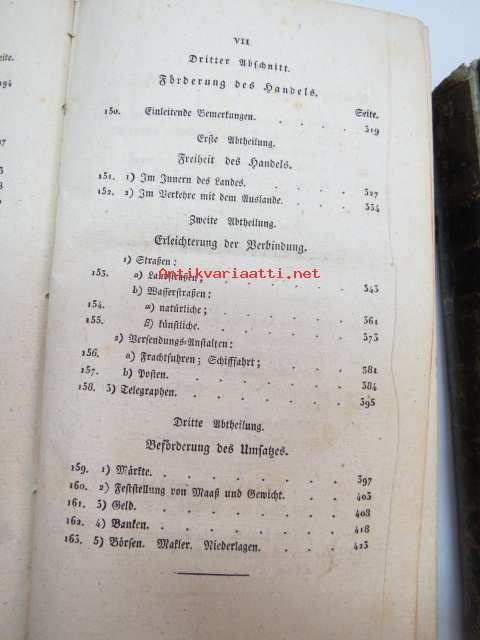 VII
Dritter Abschnitt.
Förderung des Handels.
Seite.
150. Einleitende Bemerkungen. . . . . 319
Erste Abtheilung.
Freiheit des Handels.
151. 1) Im Innern des Landes. . . . . 327
152. 2) Im Verkehre mit dem Auslande. . . . 334
Zweite Abtheilung.
Erleichterung der Verbindung.
1) Straßen:
153. a) Landstraßen; . . . . . 343
b) Wasserstraßen:
154. α) natürliche; . . . . . 361
155. β) künstliche. . . . . . 373
2) Versendungs-Anstalten:
156. a) Frachtfuhren; Schifffahrt; . . . . 381
157. b) Posten. . . . . . . 384
158. 3) Telegraphen. . . . . . . 395
Dritte Abtheilung.
Beförderung des Umsatzes.
159. 1) Märkte. . . . . . . 397
160. 2) Feststellung von Maaß und Gewicht. . . . 403
161. 3) Geld. . . . . . . 408
162. 4) Banken. . . . . . . 418
163. 5) Börsen. Makler. Niederlagen. . . . . 423
Antikvariaatti.net